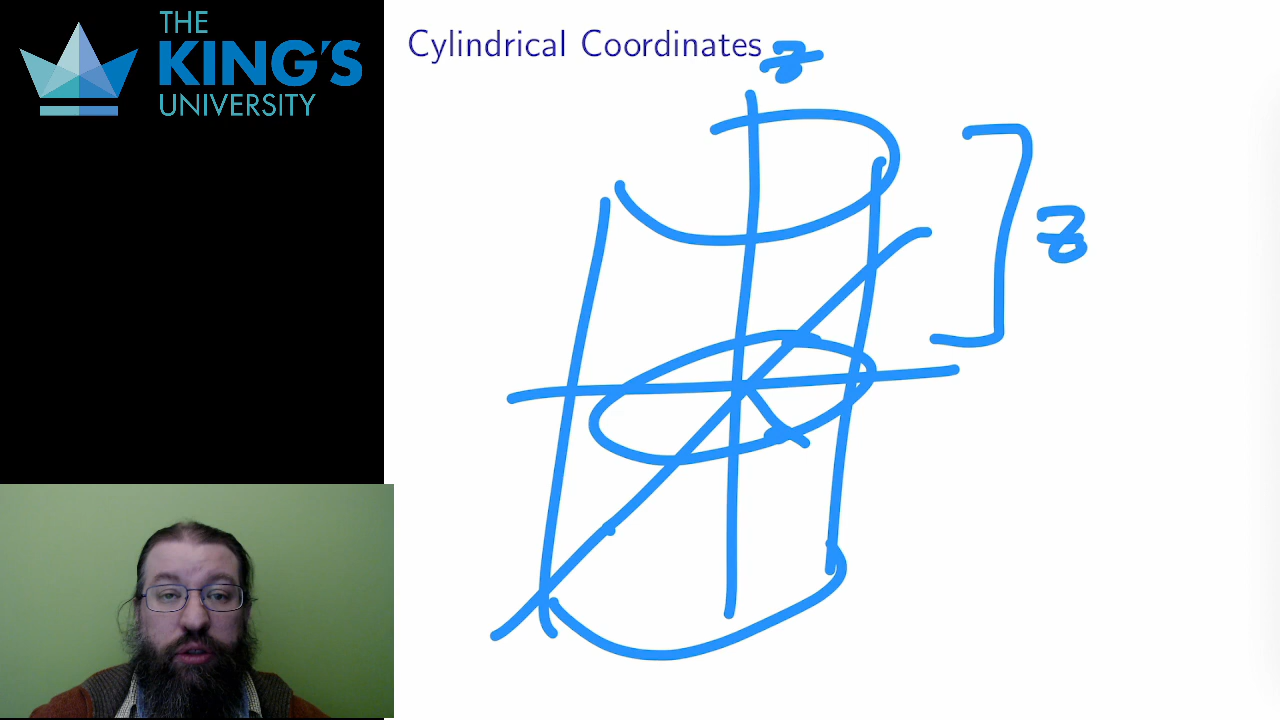 THE
KING'S
UNIVERSITY
Cylindrical Coordinates
z
z